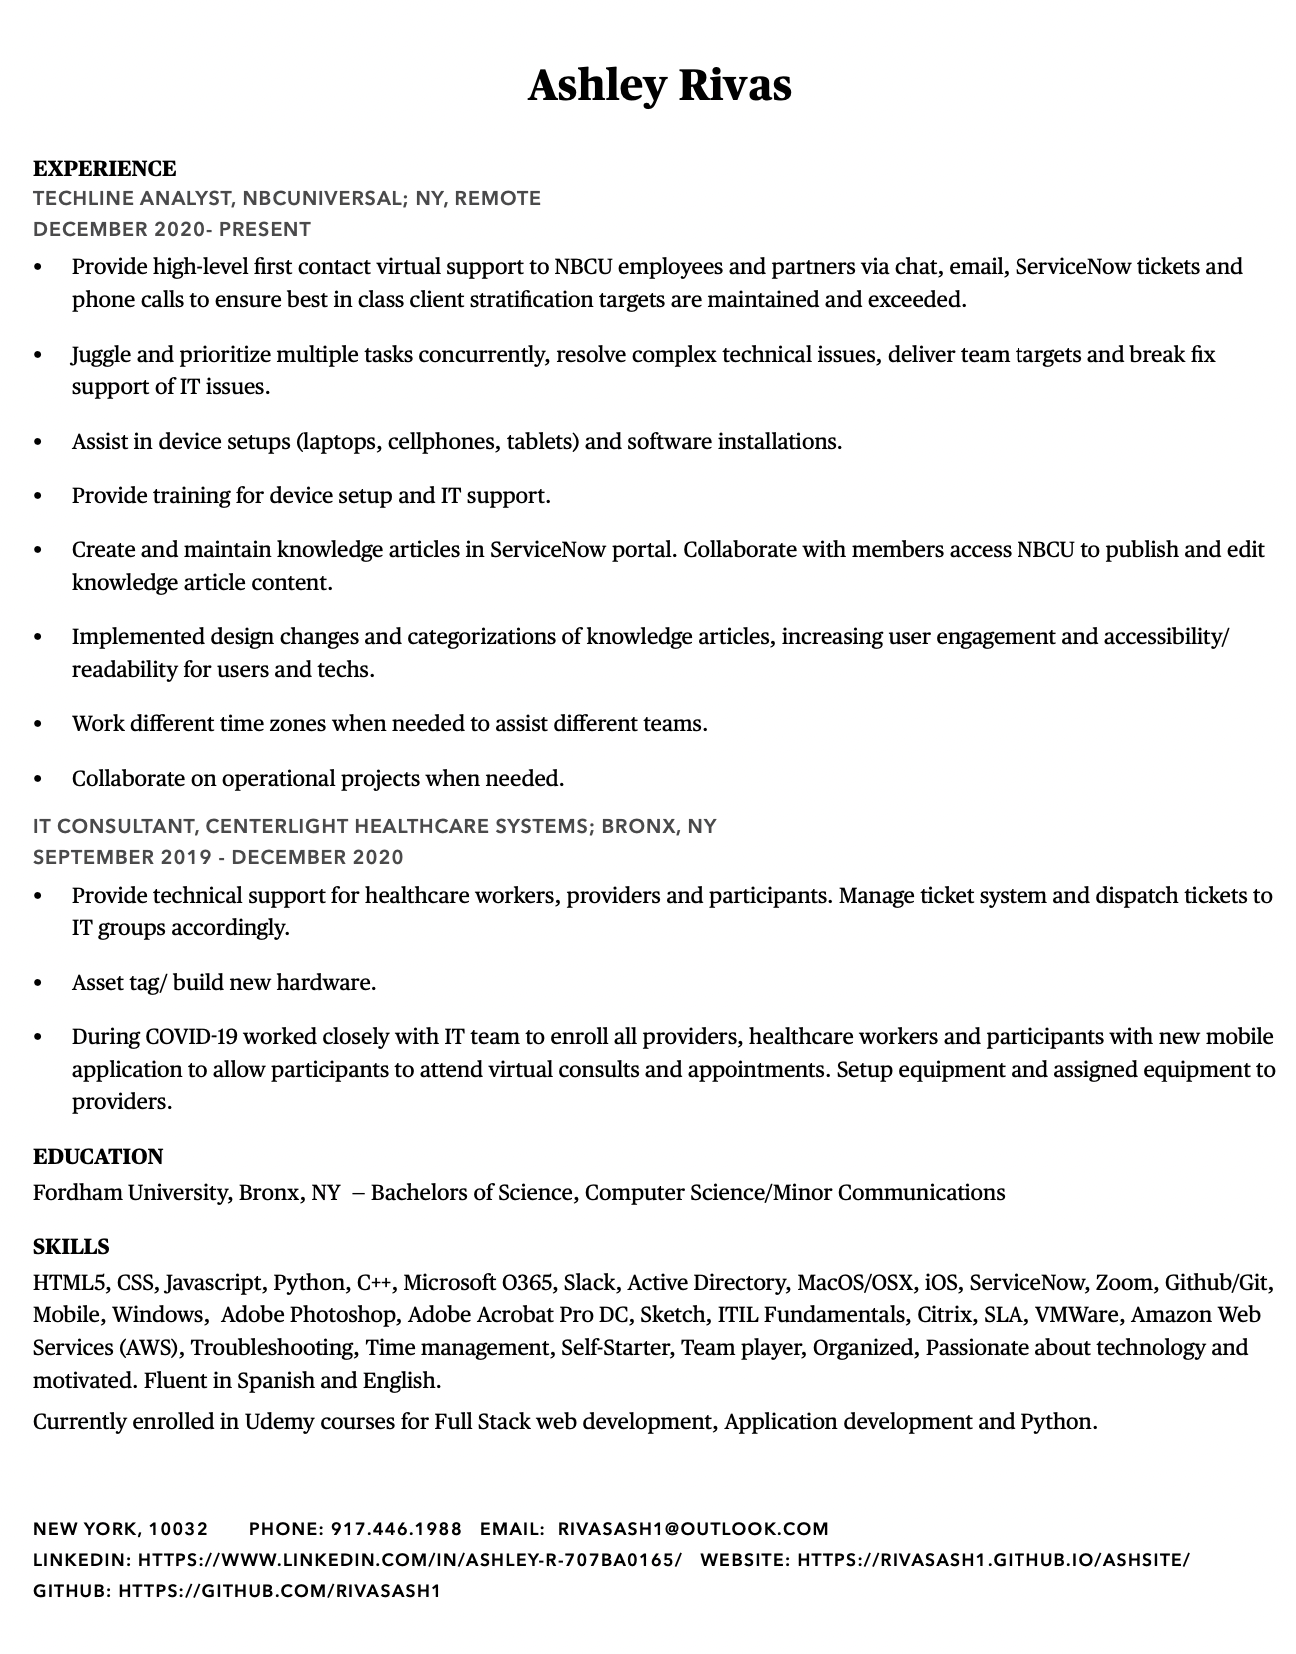 Ashley Rivas
EXPERIENCE
TECHLINE ANALYST, NBCUNIVERSAL; NY, REMOTE
DECEMBER 2020- PRESENT
• Provide high-level first contact virtual support to NBCU employees and partners via chat, email, ServiceNow tickets and
phone calls to ensure best in class client stratification targets are maintained and exceeded.
• Juggle and prioritize multiple tasks concurrently, resolve complex technical issues, deliver team targets and break fix
support of IT issues.
• Assist in device setups (laptops, cellphones, tablets) and software installations.
• Provide training for device setup and IT support.
• Create and maintain knowledge articles in ServiceNow portal. Collaborate with members access NBCU to publish and edit
knowledge article content.
• Implemented design changes and categorizations of knowledge articles, increasing user engagement and accessibility/
readability for users and techs.
• Work different time zones when needed to assist different teams.
• Collaborate on operational projects when needed.
IT CONSULTANT, CENTERLIGHT HEALTHCARE SYSTEMS; BRONX, NY
SEPTEMBER 2019 - DECEMBER 2020
• Provide technical support for healthcare workers, providers and participants. Manage ticket system and dispatch tickets to
IT groups accordingly.
• Asset tag/ build new hardware.
• During COVID-19 worked closely with IT team to enroll all providers, healthcare workers and participants with new mobile
application to allow participants to attend virtual consults and appointments. Setup equipment and assigned equipment to
providers.
EDUCATION
Fordham University, Bronx, NY – Bachelors of Science, Computer Science/Minor Communications
SKILLS
HTML5, CSS, Javascript, Python, C++, Microsoft O365, Slack, Active Directory, MacOS/OSX, iOS, ServiceNow, Zoom, Github/Git,
Mobile, Windows, Adobe Photoshop, Adobe Acrobat Pro DC, Sketch, ITIL Fundamentals, Citrix, SLA, VMWare, Amazon Web
Services (AWS), Troubleshooting, Time management, Self-Starter, Team player, Organized, Passionate about technology and
motivated. Fluent in Spanish and English.
Currently enrolled in Udemy courses for Full Stack web development, Application development and Python.
NEW YORK, 10032 PHONE: 917.446.1988 EMAIL: RIVASASH1@OUTLOOK.COM
LINKEDIN: HTTPS://WWW.LINKEDIN.COM/IN/ASHLEY-R-707BA0165/ WEBSITE: HTTPS://RIVASASH1.GITHUB.IO/ASHSITE/
GITHUB: HTTPS://GITHUB.COM/RIVASASH1